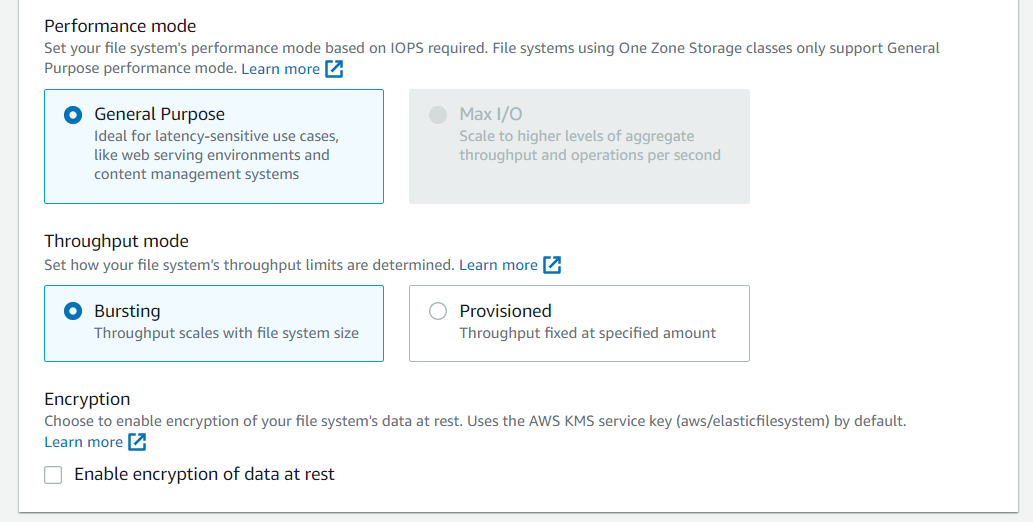 Performance mode
Set your file system's performance mode based on IOPS required. File systems using One Zone Storage classes only support General
Purpose performance mode. Learn more
General Purpose
Ideal for latency-sensitive use cases,
like web serving environments and
content management systems
Max I/O
Scale to higher levels of aggregate
throughput and operations per second
Throughput mode
Set how your file system's throughput limits are determined. Learn more
Bursting
Throughput scales with file system size
Provisioned
Throughput fixed at specified amount
Encryption
Choose to enable encryption of your file system's data at rest. Uses the AWS KMS service key (aws/elasticfilesystem) by default.
Learn more
Enable encryption of data at rest